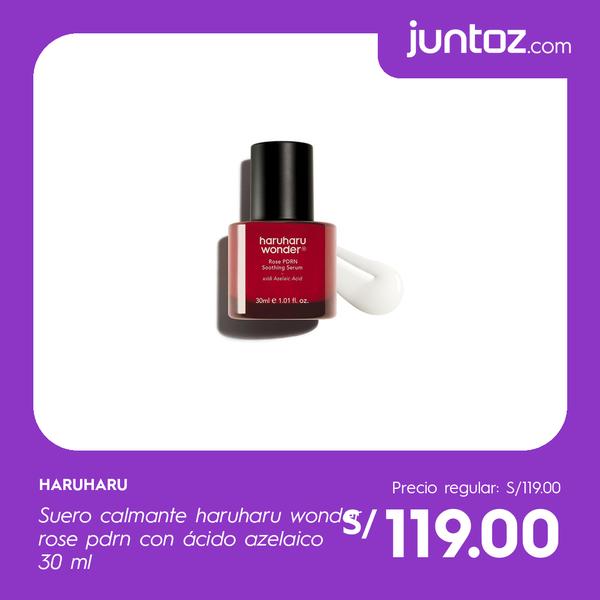 juntoz.com
haruharu
wonder®
Rose PDRN
Soothing Serum
with Azelaic Acid
30ml e 1.01 fl. oz.
HARUHARU
Precio regular: S/119.00
Suero calmante haruharu wonder
rose pdrn con ácido azelaico
30 ml
S/ 119.00